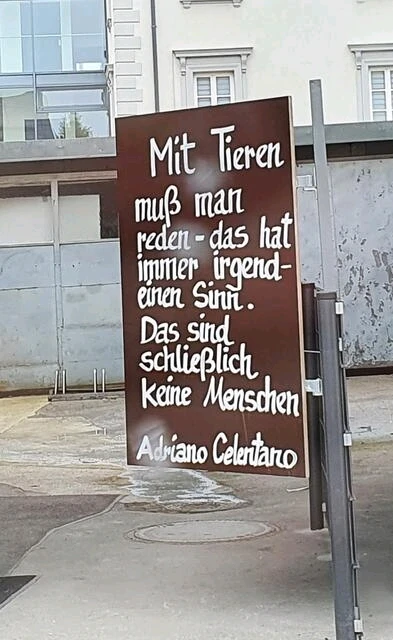 Mit Tieren
muß man
reden - das hat
immer irgend-
einen Sinn.
Das sind
schließlich
keine Menschen
Adriano Celentano